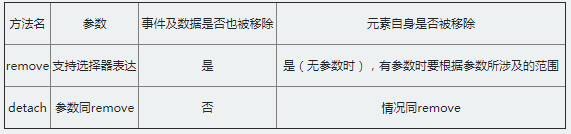 方法名 参数 事件及数据是否也被移除 元素自身是否被移除
remove 支持选择器表达 是 是（无参数时），有参数时要根据参数所涉及的范围
detach 参数同remove 否 情况同remove